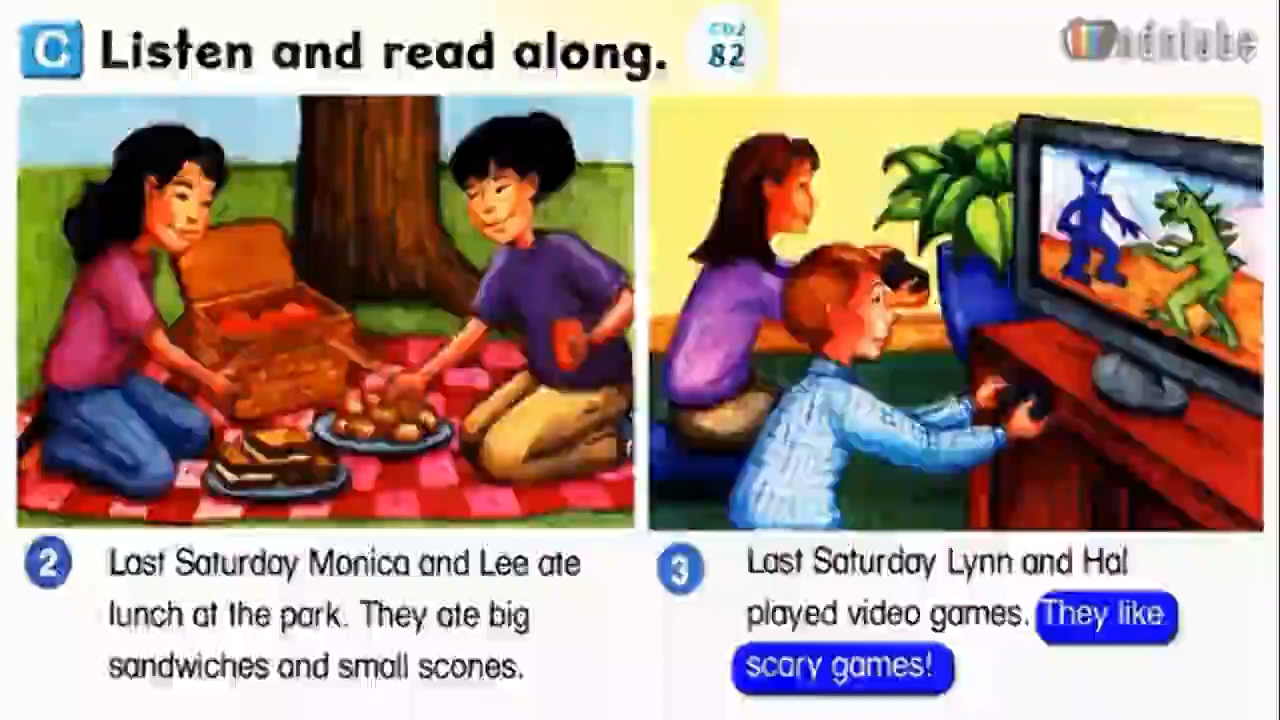 C Listen and read along. CD2
82
2 Last Saturday Monica and Lee ate
lunch at the park. They ate big
sandwiches and small scones.
3 Last Saturday Lynn and Hal
played video games. They like
scary games!